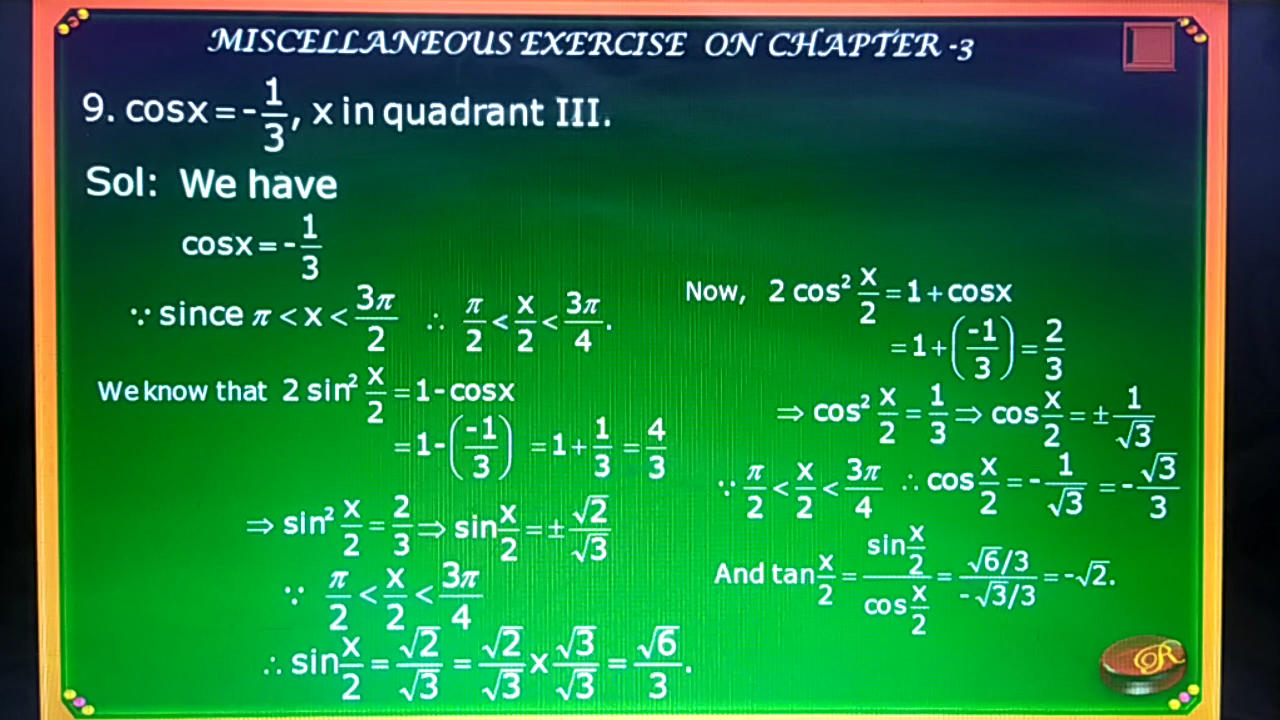 MISCELLANEOUS EXERCISE ON CHAPTER -3
9. cosx = -1/3, x in quadrant III.
Sol: We have
cosx = -1/3
∵ since π < x < 3π/2 ∴ π/2 < x/2 < 3π/4.
We know that 2 sin² x/2 = 1 - cosx
= 1 - (-1/3) = 1 + 1/3 = 4/3
⇒ sin² x/2 = 2/3 ⇒ sin x/2 = ± √2/√3
∵ π/2 < x/2 < 3π/4
∴ sin x/2 = √2/√3 = √2/√3 x √3/√3 = √6/3.
Now, 2 cos² x/2 = 1 + cosx
= 1 + (-1/3) = 2/3
⇒ cos² x/2 = 1/3 ⇒ cos x/2 = ± 1/√3
∵ π/2 < x/2 < 3π/4 ∴ cos x/2 = - 1/√3 = - √3/3
And tan x/2 = sin x/2 / cos x/2 = √6/3 / -√3/3 = -√2.